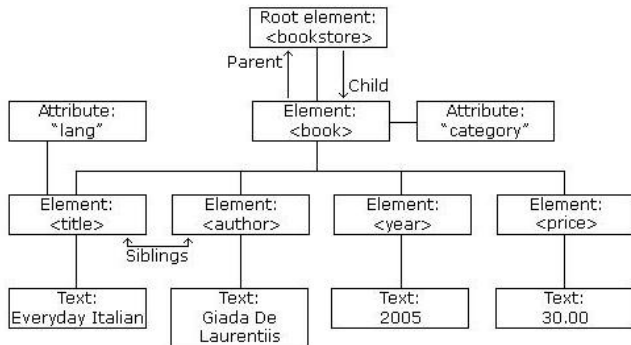 Root element:
<bookstore>
Parent
Child
Attribute:
"lang"
Element:
<book>
Attribute:
"category"
Element:
<title>
Element:
<author>
Element:
<year>
Element:
<price>
Siblings
Text:
Everyday Italian
Text:
Giada De
Laurentiis
Text:
2005
Text:
30.00